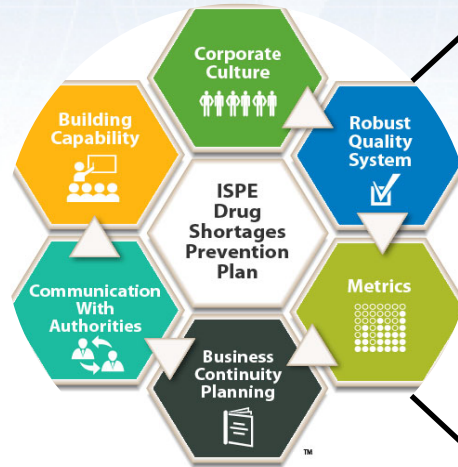 Corporate
Culture
Robust
Quality
System
Metrics
Business
Continuity
Planning
Communication
With
Authorities
Building
Capability
ISPE
Drug
Shortages
Prevention
Plan
TM